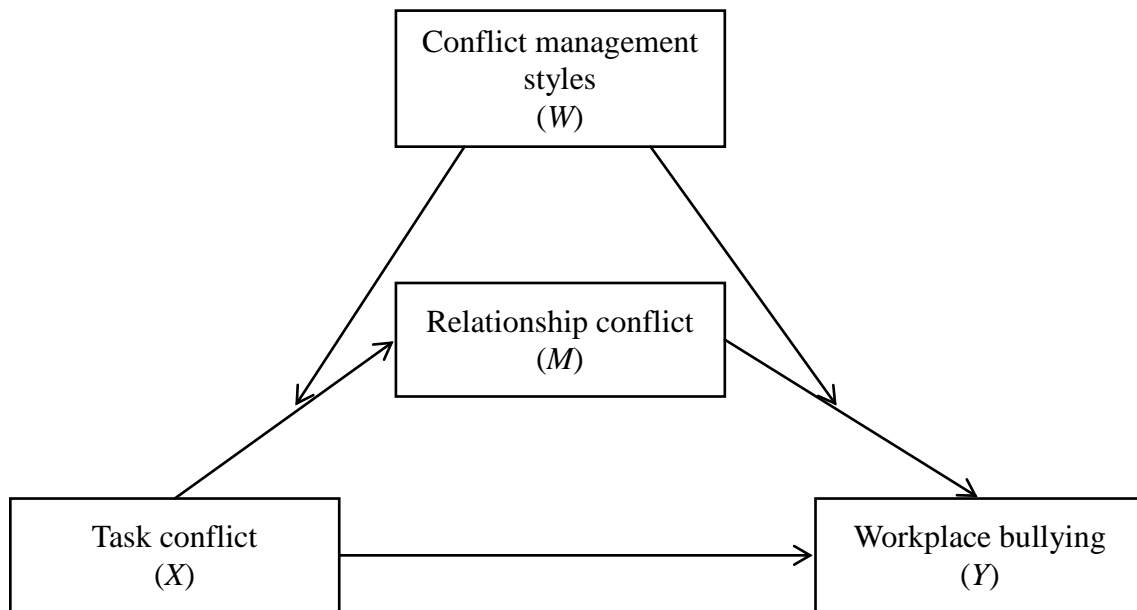 Conflict management
styles
(W)
Relationship conflict
(M)
Task conflict
(X)
Workplace bullying
(Y)